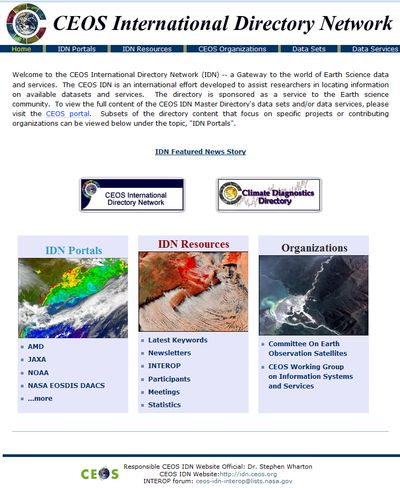 CEOS International Directory Network
Home IDN Portals IDN Resources CEOS Organizations Data Sets Data Services
Welcome to the CEOS International Directory Network (IDN) -- a Gateway to the world of Earth Science data
and services. The CEOS IDN is an international effort developed to assist researchers in locating information
on available datasets and services. The directory is sponsored as a service to the Earth science
community. To view the full content of the CEOS IDN Master Directory's data sets and/or data services, please
visit the CEOS portal. Subsets of the directory content that focus on specific projects or contributing
organizations can be viewed below under the topic, "IDN Portals".
IDN Featured News Story
CEOS International
Directory Network
Climate Diagnostics
Directory
IDN Portals
AMD
JAXA
NOAA
NASA EOSDIS DAACS
...more
IDN Resources
Latest Keywords
Newsletters
INTEROP
Participants
Meetings
Statistics
Organizations
Committee On Earth
Observation Satellites
CEOS Working Group
on Information Systems
and Services
CEOS
Responsible CEOS IDN Website Official: Dr. Stephen Wharton
CEOS IDN Website:http://idn.ceos.org
INTEROP forum: ceos-idn-interop@lists.nasa.gov